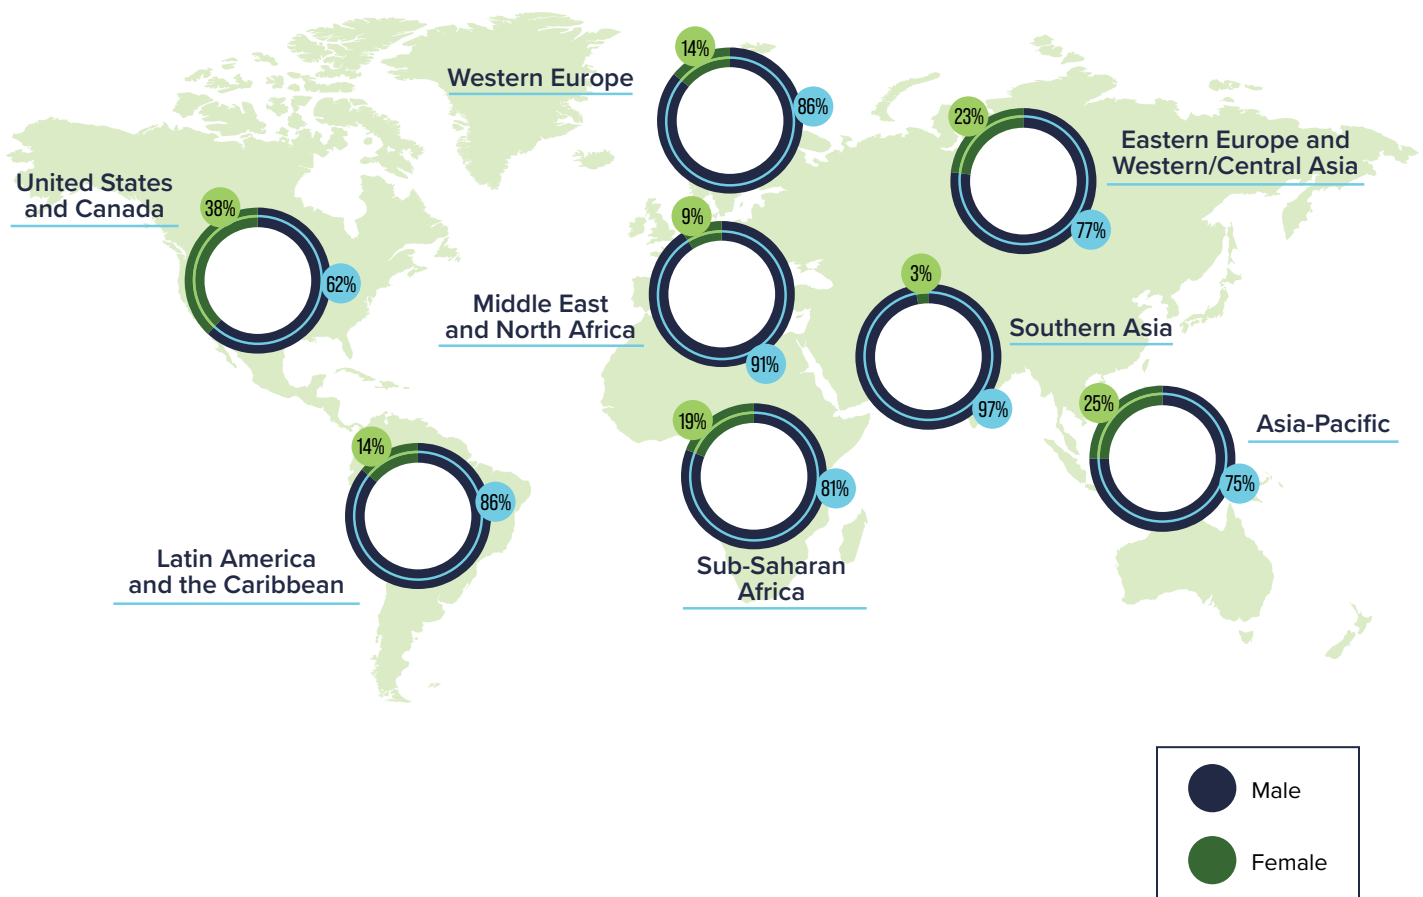 Western Europe
14%
86%
23%
Eastern Europe and
Western/Central Asia
77%
United States
and Canada
38%
62%
9%
Middle East
and North Africa
91%
3%
Southern Asia
97%
25%
Asia-Pacific
75%
19%
81%
Sub-Saharan
Africa
14%
86%
Latin America
and the Caribbean
Male
Female